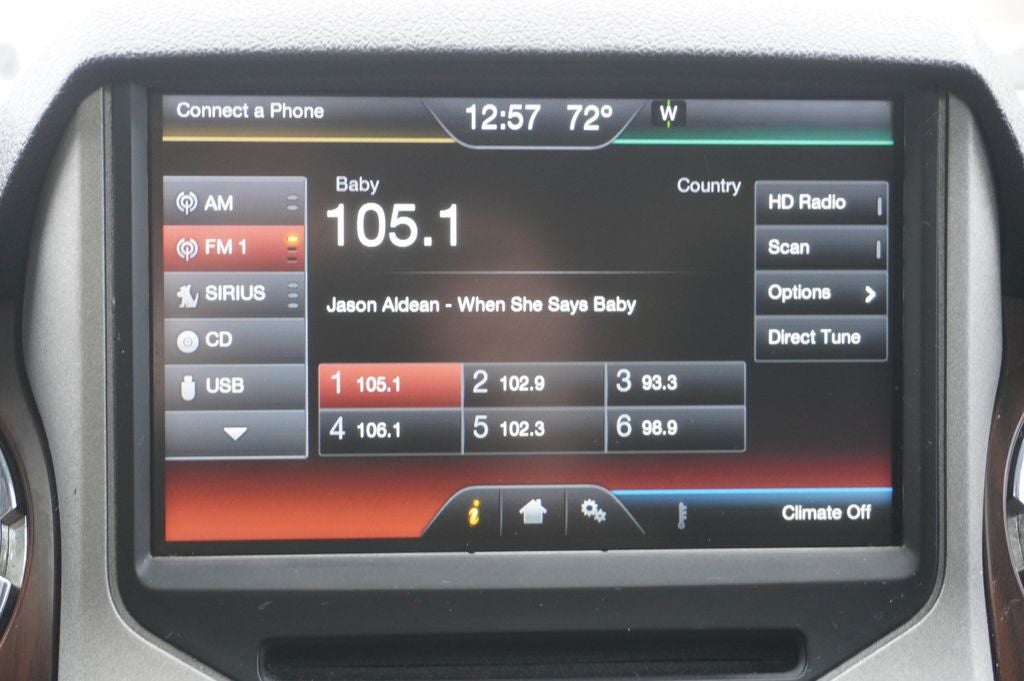 Connect a Phone
12:57 72°
W
AM
FM 1
SIRIUS
CD
USB
Baby
105.1
Country
Jason Aldean - When She Says Baby
HD Radio
Scan
Options
Direct Tune
1 105.1
2 102.9
3 93.3
4 106.1
5 102.3
6 98.9
i
Climate Off